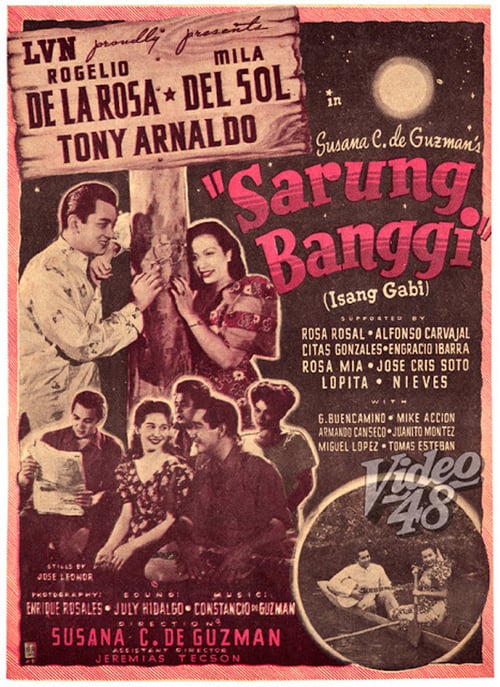 LVN proudly presents
ROGELIO MILA
DE LA ROSA ★ DEL SOL
TONY ARNALDO
in
Susana C. de Guzman's
"Sarung
Banggi"
(Isang Gabi)
SUPPORTED BY
ROSA ROSAL • ALFONSO CARVAJAL
CITAS GONZALES • ENGRACIO IBARRA
ROSA MIA • JOSE CRIS SOTO
LOPITA • NIEVES
WITH
G. BUENCAMINO • MIKE ACCION
ARMANDO CANSECO • JUANITO MONTEZ
MIGUEL LOPEZ • TOMAS ESTEBAN
Video
48
STILLS BY
JOSE LEONOR
PHOTOGRAPHY: SOUND: MUSIC:
ENRIQUE ROSALES • JULY HIDALGO • CONSTANCIO DE GUZMAN
DIRECTION
SUSANA C. DE GUZMAN
ASSISTANT DIRECTOR
JEREMIAS TECSON